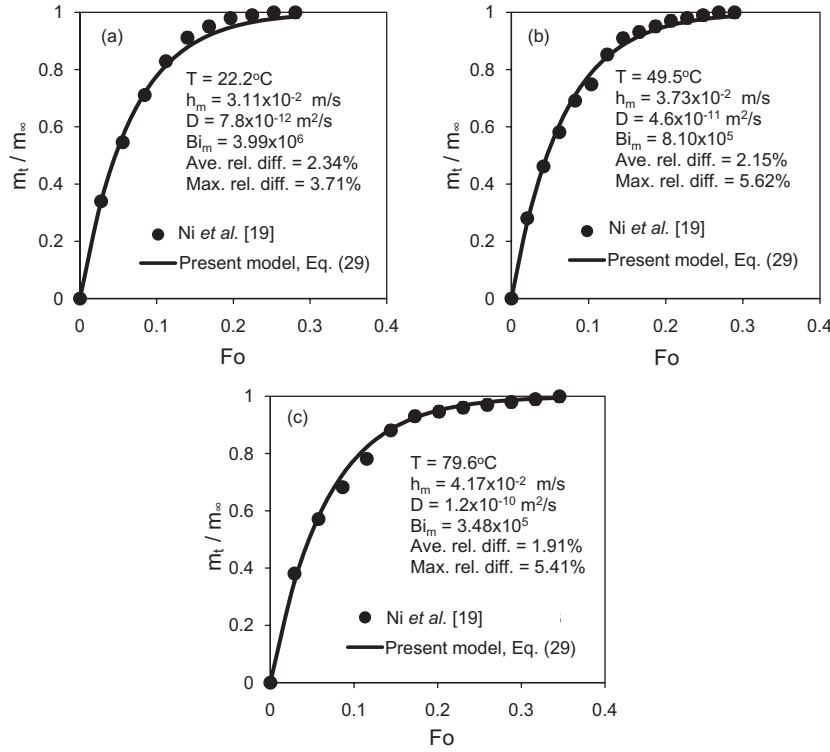 (a)
1
0.8
0.6
0.4
0.2
0
m_t / m_∞
T = 22.2°C
h_m = 3.11x10⁻² m/s
D = 7.8x10⁻¹² m²/s
Bi_m = 3.99x10⁶
Ave. rel. diff. = 2.34%
Max. rel. diff. = 3.71%
Ni et al. [19]
Present model, Eq. (29)
0 0.1 0.2 0.3 0.4
Fo
(b)
1
0.8
0.6
0.4
0.2
0
m_t / m_∞
T = 49.5°C
h_m = 3.73x10⁻² m/s
D = 4.6x10⁻¹¹ m²/s
Bi_m = 8.10x10⁵
Ave. rel. diff. = 2.15%
Max. rel. diff. = 5.62%
Ni et al. [19]
Present model, Eq. (29)
0 0.1 0.2 0.3 0.4
Fo
(c)
1
0.8
0.6
0.4
0.2
0
m_t / m_∞
T = 79.6°C
h_m = 4.17x10⁻² m/s
D = 1.2x10⁻¹⁰ m²/s
Bi_m = 3.48x10⁵
Ave. rel. diff. = 1.91%
Max. rel. diff. = 5.41%
Ni et al. [19]
Present model, Eq. (29)
0 0.1 0.2 0.3 0.4
Fo